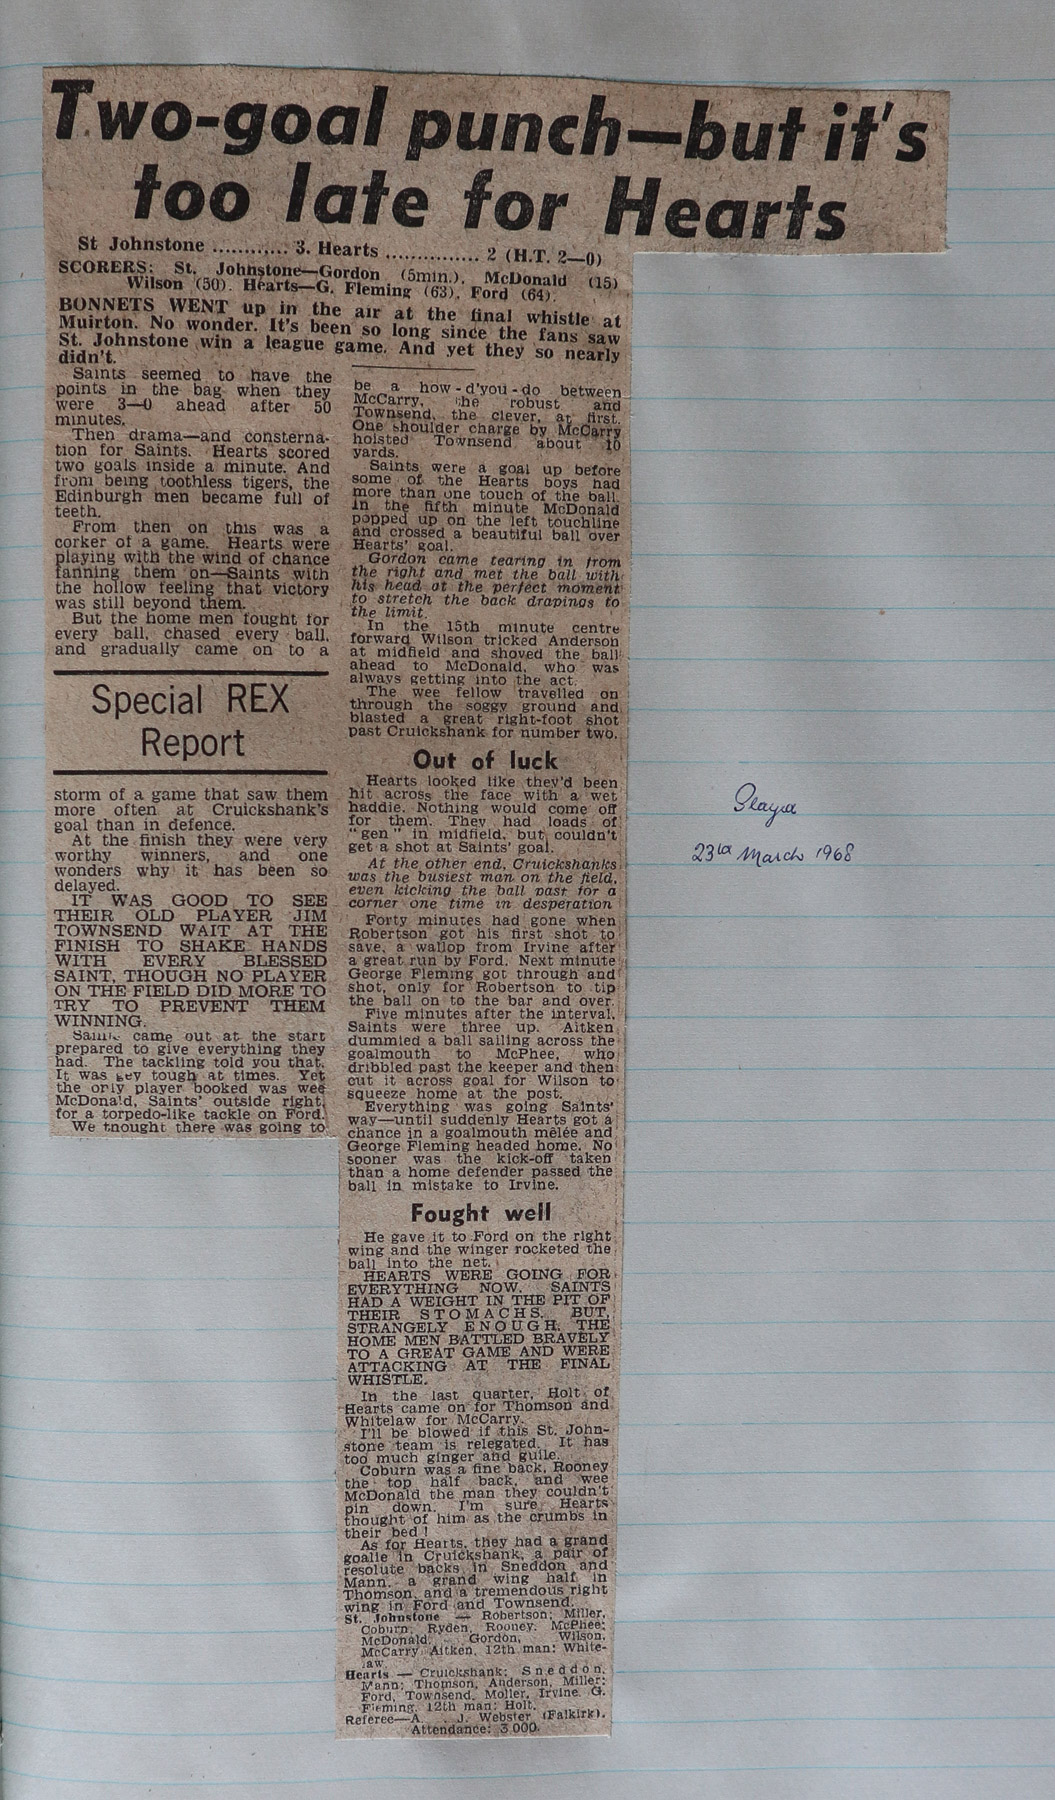 Two-goal punch—but it's
too late for Hearts
St Johnstone ............ 3. Hearts ............... 2 (H.T. 2—0)
SCORERS: St. Johnstone—Gordon (5min.), McDonald (15)
Wilson (50). Hearts—G. Fleming (63), Ford (64).
BONNETS WENT up in the air at the final whistle at
Muirton. No wonder. It's been so long since the fans saw
St. Johnstone win a league game. And yet they so nearly
didn't.
Saints seemed to have the
points in the bag when they
were 3—0 ahead after 50
minutes.
Then drama—and consterna-
tion for Saints. Hearts scored
two goals inside a minute. And
from being toothless tigers, the
Edinburgh men became full of
teeth.
From then on this was a
corker of a game. Hearts were
playing with the wind of chance
fanning them on—Saints with
the hollow feeling that victory
was still beyond them.
But the home men fought for
every ball, chased every ball,
and gradually came on to a
Special REX
Report
storm of a game that saw them
more often at Cruickshank's
goal than in defence.
At the finish they were very
worthy winners, and one
wonders why it has been so
delayed.
IT WAS GOOD TO SEE
THEIR OLD PLAYER JIM
TOWNSEND WAIT AT THE
FINISH TO SHAKE HANDS
WITH EVERY BLESSED
SAINT, THOUGH NO PLAYER
ON THE FIELD DID MORE TO
TRY TO PREVENT THEM
WINNING.
Saints came out at the start
prepared to give everything they
had. The tackling told you that.
It was gey tough at times. Yet
the only player booked was wee
McDonald, Saints' outside right,
for a torpedo-like tackle on Ford.
We thought there was going to
be a how-d'you-do between
McCarry, the robust and
Townsend, the clever, at first.
One shoulder charge by McCarry
hoisted Townsend about 10
yards.
Saints were a goal up before
some of the Hearts boys had
more than one touch of the ball.
In the fifth minute McDonald
popped up on the left touchline
and crossed a beautiful ball over
Hearts' goal.
Gordon came tearing in from
the right and met the ball with
his head at the perfect moment
to stretch the back drapings to
the limit.
In the 15th minute centre
forward Wilson tricked Anderson
at midfield and shoved the ball
ahead to McDonald, who was
always getting into the act.
The wee fellow travelled on
through the soggy ground and
blasted a great right-foot shot
past Cruickshank for number two.
Out of luck
Hearts looked like they'd been
hit across the face with a wet
haddie. Nothing would come off
for them. They had loads of
"gen" in midfield, but couldn't
get a shot at Saints' goal.
At the other end, Cruickshanks
was the busiest man on the field,
even kicking the ball past for a
corner one time in desperation
Forty minutes had gone when
Robertson got his first shot to
save, a wallop from Irvine after
a great run by Ford. Next minute
George Fleming got through and
shot, only for Robertson to tip
the ball on to the bar and over.
Five minutes after the interval,
Saints were three up. Aitken
dummied a ball sailing across the
goalmouth to McPhee, who
dribbled past the keeper and then
cut it across goal for Wilson to
squeeze home at the post.
Everything was going Saints'
way—until suddenly Hearts got a
chance in a goalmouth mêlée and
George Fleming headed home. No
sooner was the kick-off taken
than a home defender passed the
ball in mistake to Irvine.
Fought well
He gave it to Ford on the right
wing and the winger rocketed the
ball into the net.
HEARTS WERE GOING FOR
EVERYTHING NOW. SAINTS
HAD A WEIGHT IN THE PIT OF
THEIR STOMACHS. BUT,
STRANGELY ENOUGH, THE
HOME MEN BATTLED BRAVELY
TO A GREAT GAME AND WERE
ATTACKING AT THE FINAL
WHISTLE.
In the last quarter, Holt of
Hearts came on for Thomson and
Whitelaw for McCarry.
I'll be blowed if this St. John-
stone team is relegated. It has
too much ginger and guile.
Coburn was a fine back, Rooney
the top half back, and wee
McDonald the man they couldn't
pin down. I'm sure Hearts
thought of him as the crumbs in
their bed!
As for Hearts, they had a grand
goalie in Cruickshank, a pair of
resolute backs in Sneddon and
Mann, a grand wing half in
Thomson, and a tremendous right
wing in Ford and Townsend.
St. Johnstone — Robertson; Miller,
Coburn, Ryden, Rooney, McPhee;
McDonald, Gordon, Wilson,
McCarry, Aitken. 12th man: White-
law.
Hearts — Cruickshank; Sneddon,
Mann; Thomson, Anderson, Miller;
Ford, Townsend, Moller, Irvine, G.
Fleming. 12th man: Holt.
Referee—A. J. Webster (Falkirk).
Attendance: 3,000.
23rd March 1968